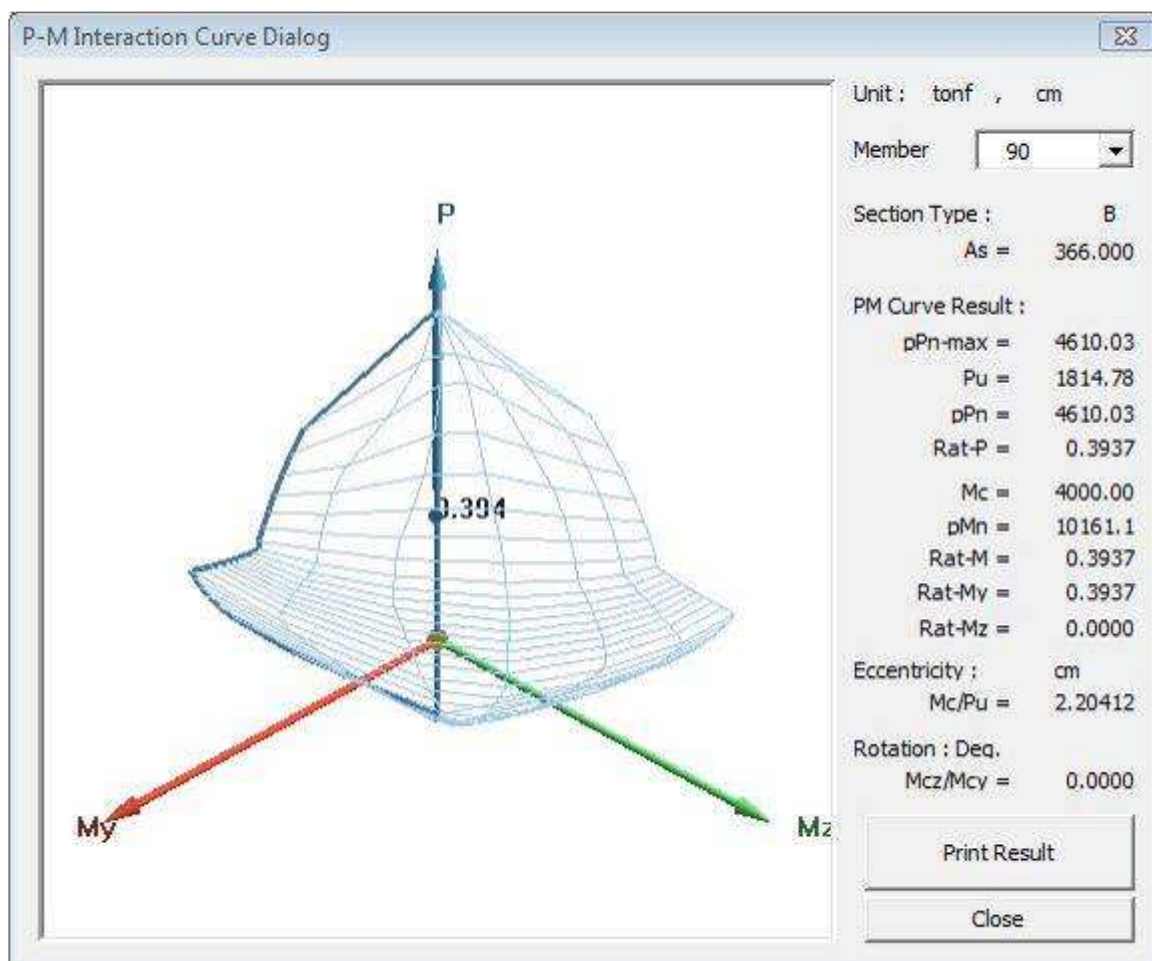 P-M Interaction Curve Dialog
P
0.394
My
Mz
Unit : tonf , cm
Member 90
Section Type : B
As = 366.000
PM Curve Result :
pPn-max = 4610.03
Pu = 1814.78
pPn = 4610.03
Rat-P = 0.3937
Mc = 4000.00
pMn = 10161.1
Rat-M = 0.3937
Rat-My = 0.3937
Rat-Mz = 0.0000
Eccentricity : cm
Mc/Pu = 2.20412
Rotation : Deg.
Mcz/Mcy = 0.0000
Print Result
Close